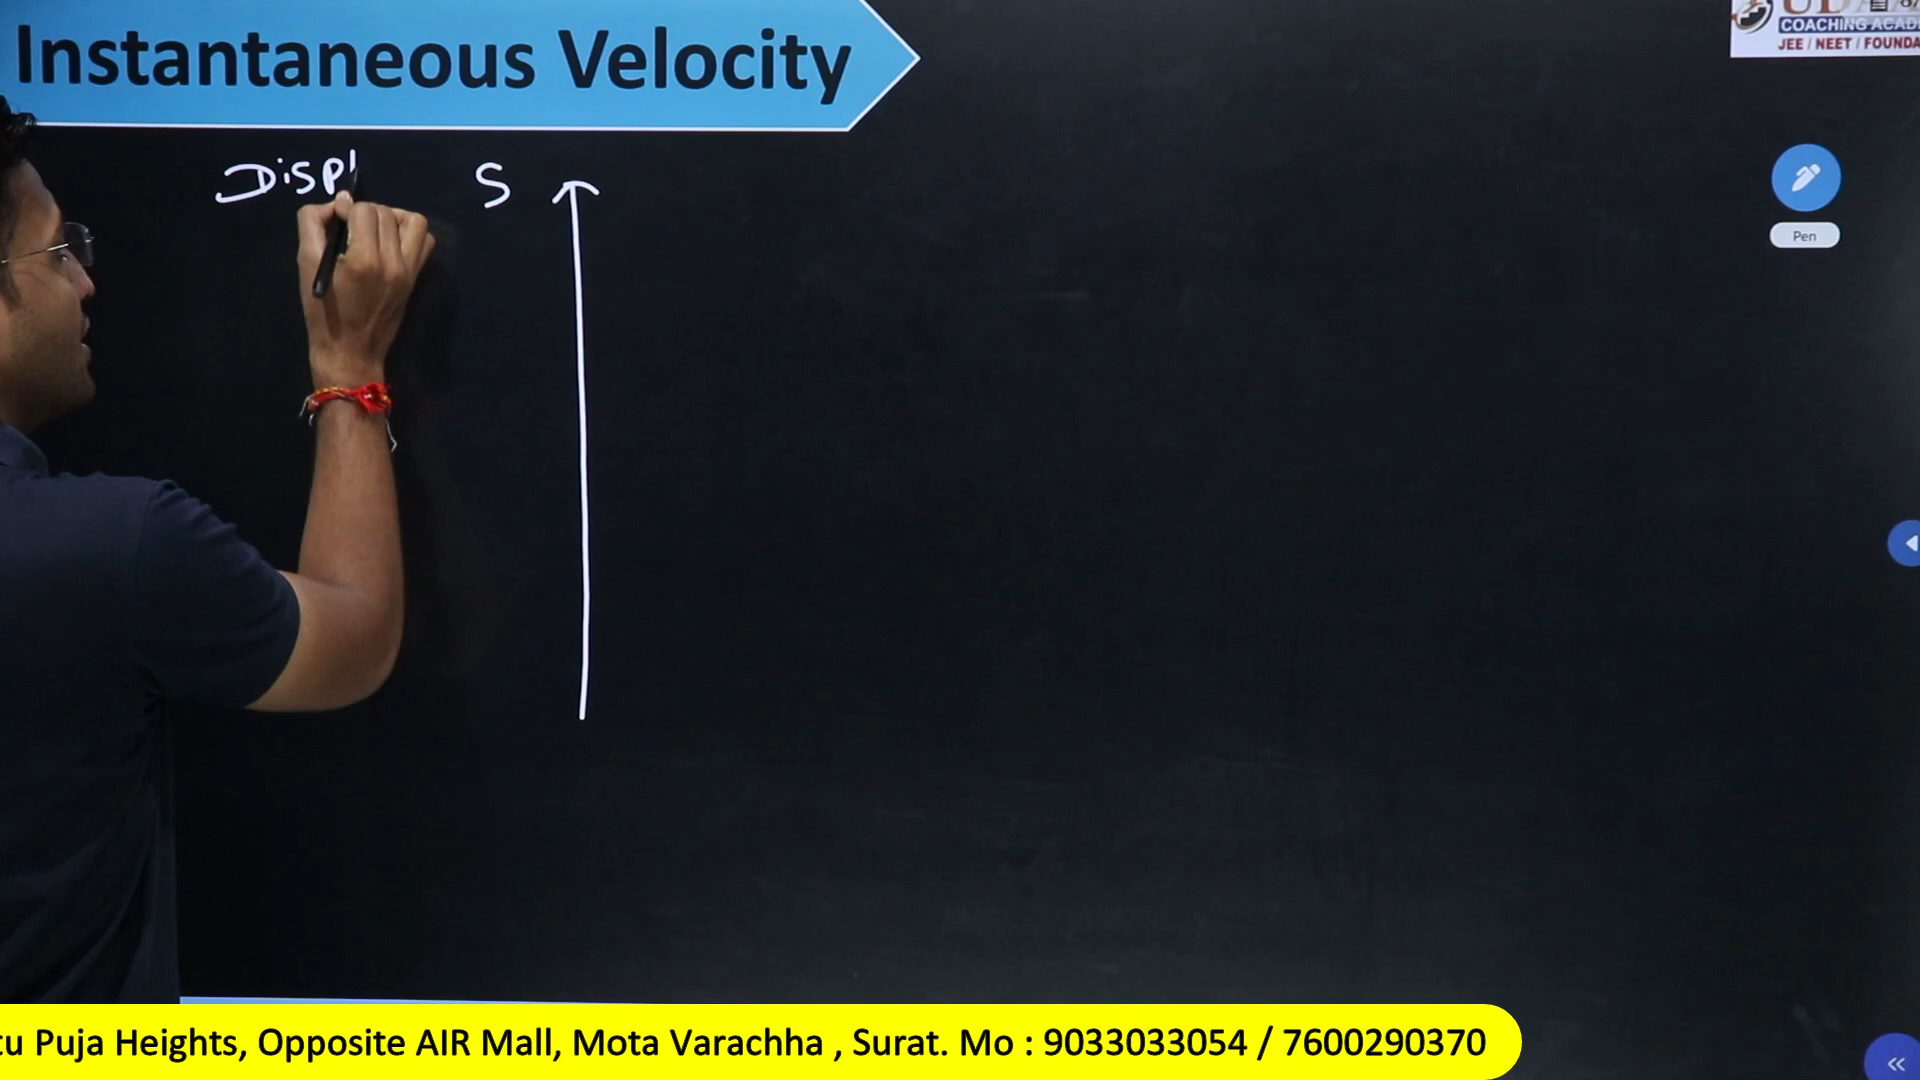 Instantaneous Velocity
COACHING ACAD
JEE / NEET / FOUNDA
Displ S
Pen
tu Puja Heights, Opposite AIR Mall, Mota Varachha , Surat. Mo : 9033033054 / 7600290370